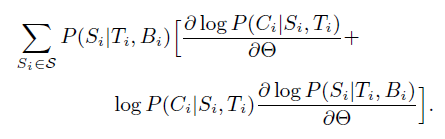 ∑_{S_i∈𝒮} P(S_i|T_i, B_i) [ ∂ log P(C_i|S_i, T_i) / ∂Θ +
log P(C_i|S_i, T_i) ∂ log P(S_i|T_i, B_i) / ∂Θ ].